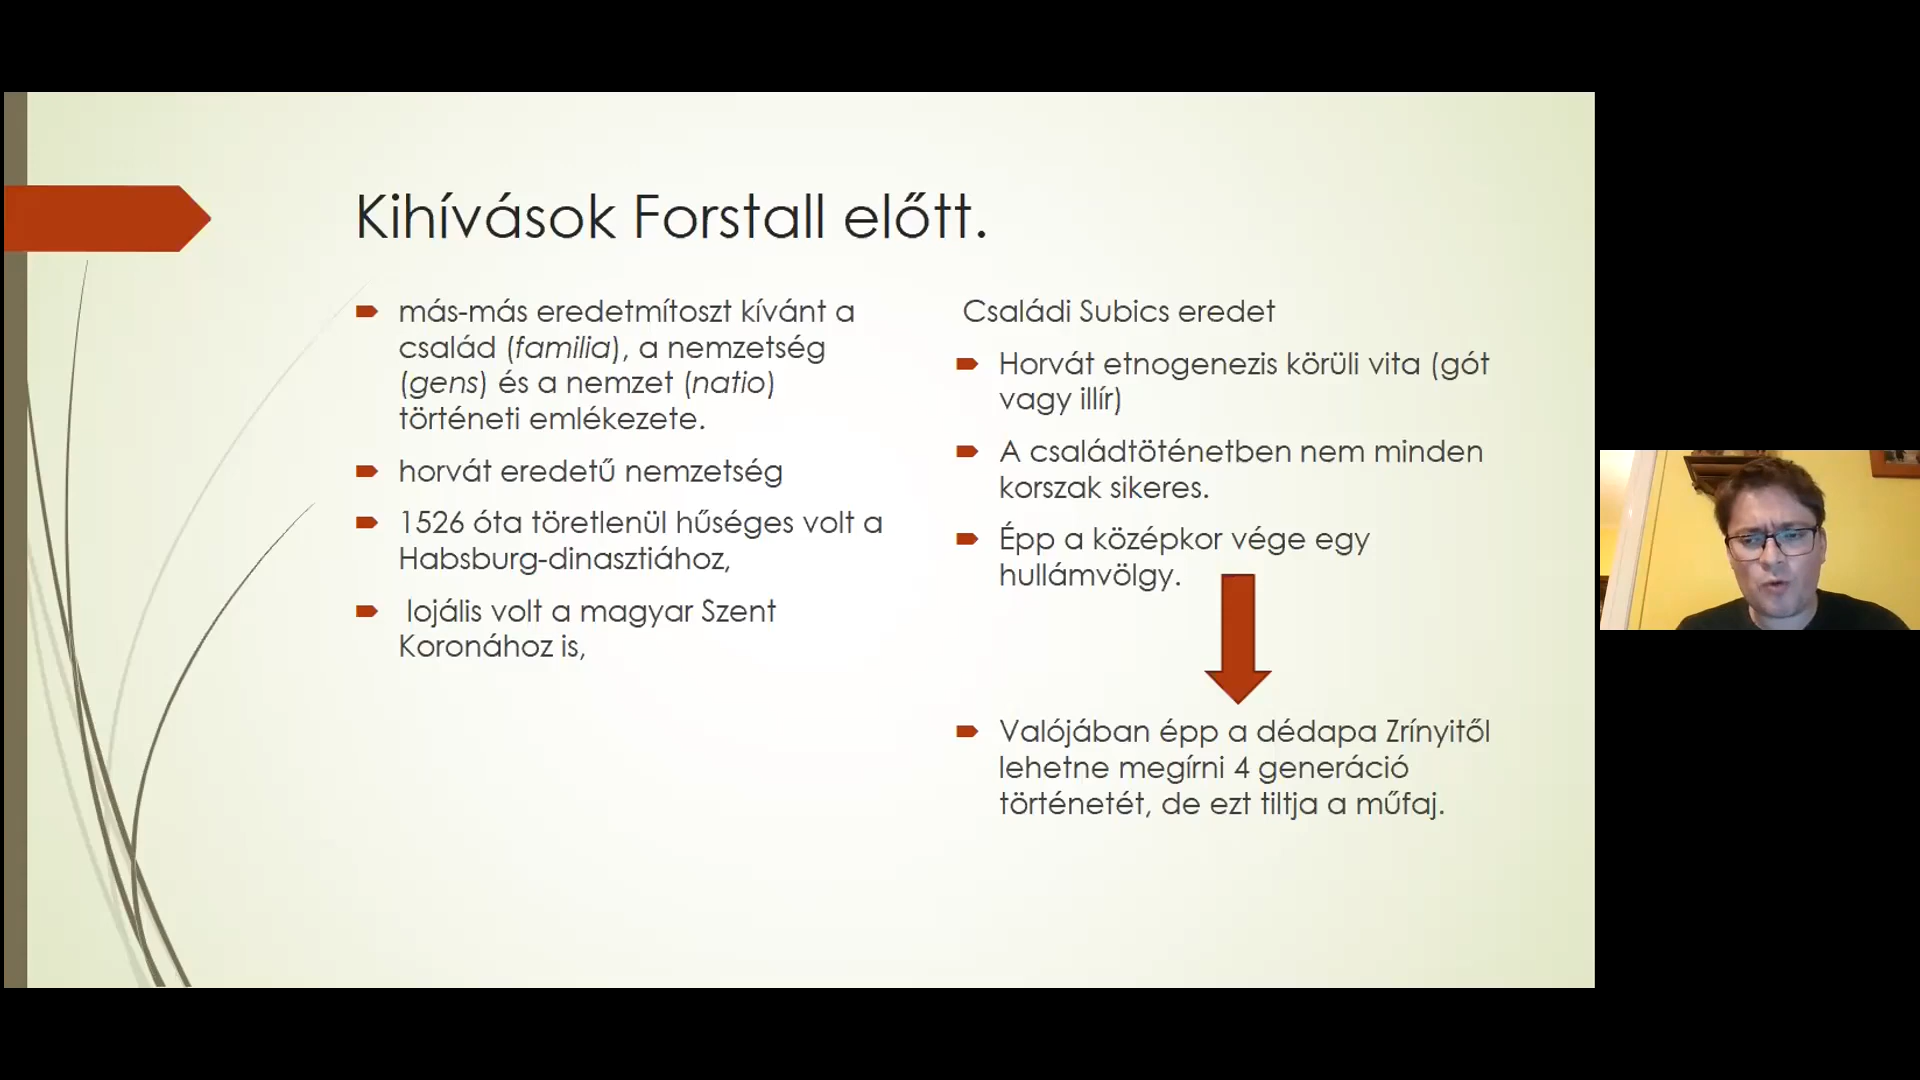 Kihívások Forstall előtt.
más-más eredetmítoszt kívánt a
család (familia), a nemzetség
(gens) és a nemzet (natio)
történeti emlékezete.
horvát eredetű nemzetség
1526 óta töretlenül hűséges volt a
Habsburg-dinasztiához,
lojális volt a magyar Szent
Koronához is,
Családi Subics eredet
Horvát etnogenezis körüli vita (gót
vagy illír)
A családtöténetben nem minden
korszak sikeres.
Épp a középkor vége egy
hullámvölgy.
Valójában épp a dédapa Zrínyitől
lehetne megírni 4 generáció
történetét, de ezt tiltja a műfaj.